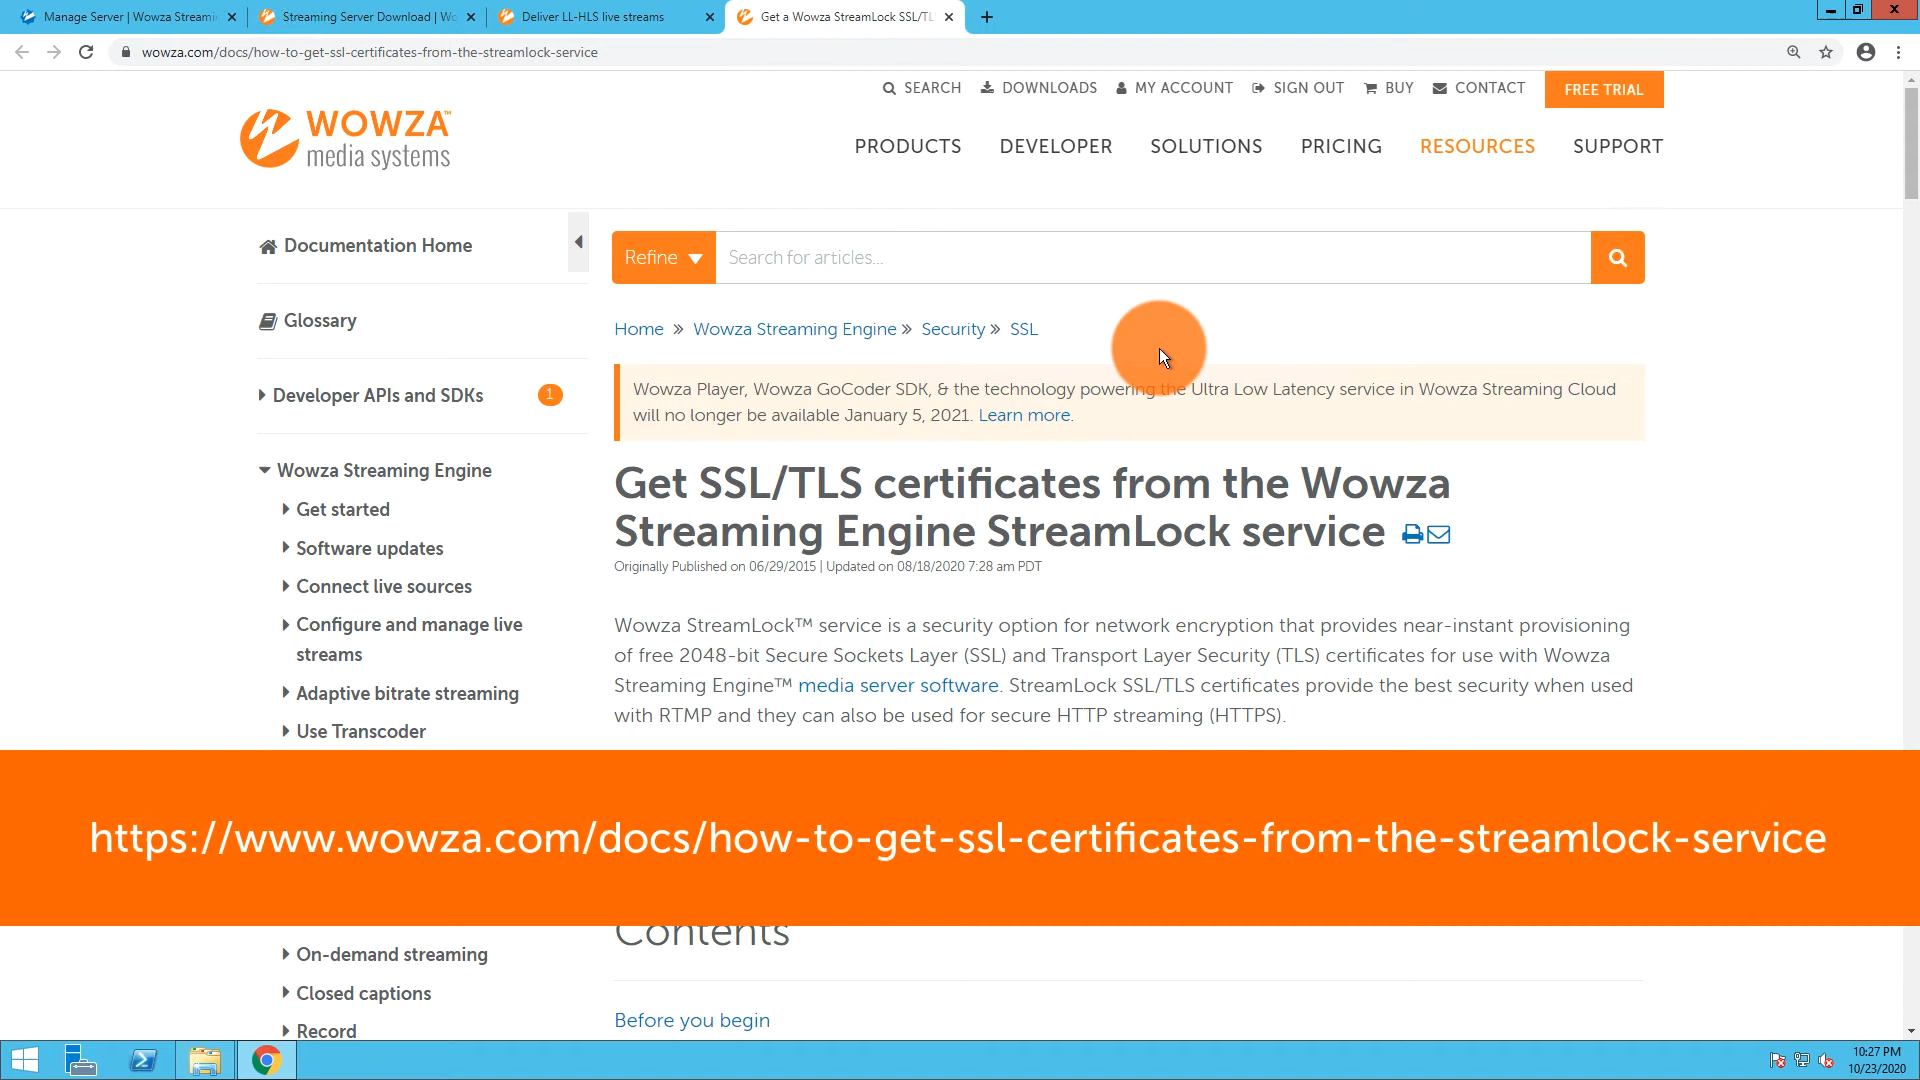 Manage Server | Wowza Streami
Streaming Server Download | Wo
Deliver LL-HLS live streams
Get a Wowza StreamLock SSL/TL
wowza.com/docs/how-to-get-ssl-certificates-from-the-streamlock-service
SEARCH
DOWNLOADS
MY ACCOUNT
SIGN OUT
BUY
CONTACT
FREE TRIAL
WOWZA™
media systems
PRODUCTS
DEVELOPER
SOLUTIONS
PRICING
RESOURCES
SUPPORT
Documentation Home
Glossary
Developer APIs and SDKs
1
Wowza Streaming Engine
Get started
Software updates
Connect live sources
Configure and manage live
streams
Adaptive bitrate streaming
Use Transcoder
Refine
Search for articles...
Home » Wowza Streaming Engine » Security » SSL
Wowza Player, Wowza GoCoder SDK, & the technology powering the Ultra Low Latency service in Wowza Streaming Cloud
will no longer be available January 5, 2021. Learn more.
Get SSL/TLS certificates from the Wowza
Streaming Engine StreamLock service
Originally Published on 06/29/2015 | Updated on 08/18/2020 7:28 am PDT
Wowza StreamLock™ service is a security option for network encryption that provides near-instant provisioning
of free 2048-bit Secure Sockets Layer (SSL) and Transport Layer Security (TLS) certificates for use with Wowza
Streaming Engine™ media server software. StreamLock SSL/TLS certificates provide the best security when used
with RTMP and they can also be used for secure HTTP streaming (HTTPS).
https://www.wowza.com/docs/how-to-get-ssl-certificates-from-the-streamlock-service
On-demand streaming
Closed captions
Record
Contents
Before you begin
10:27 PM
10/23/2020